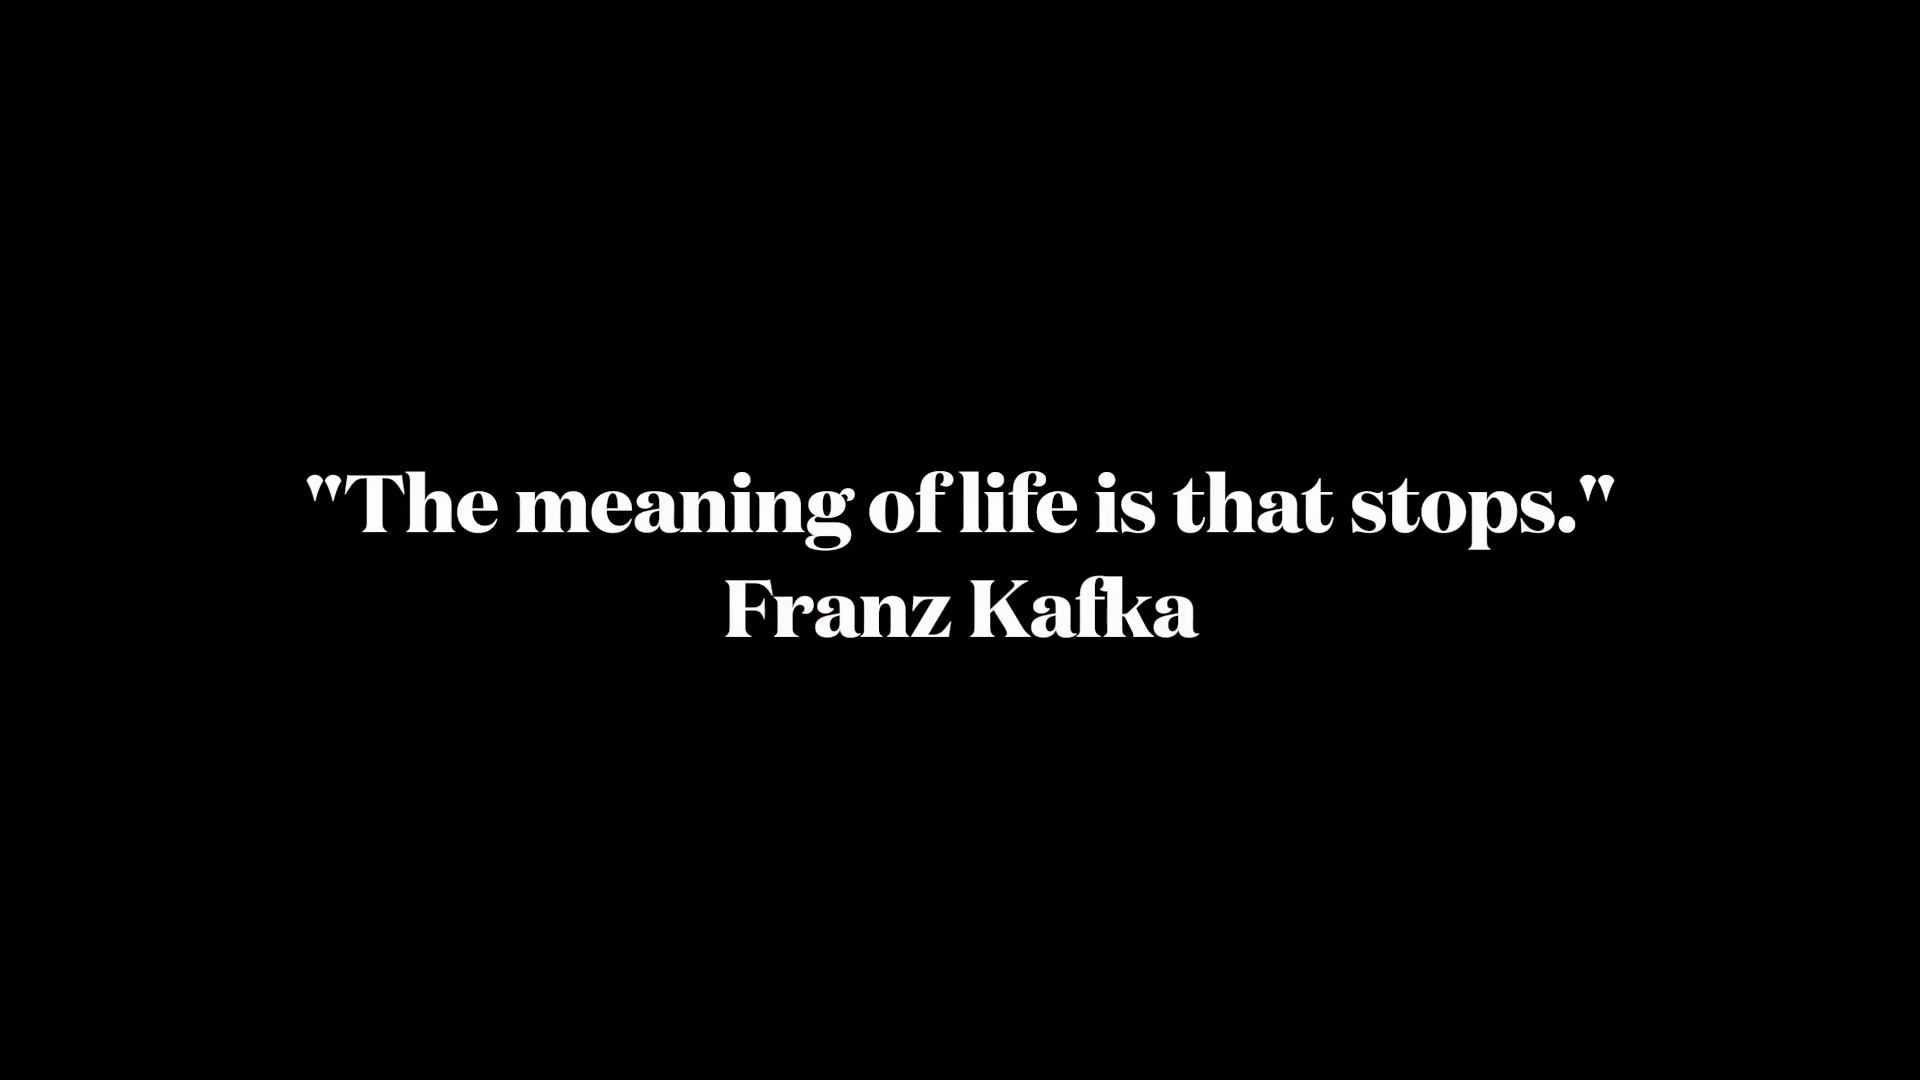 "The meaning of life is that stops."
Franz Kafka